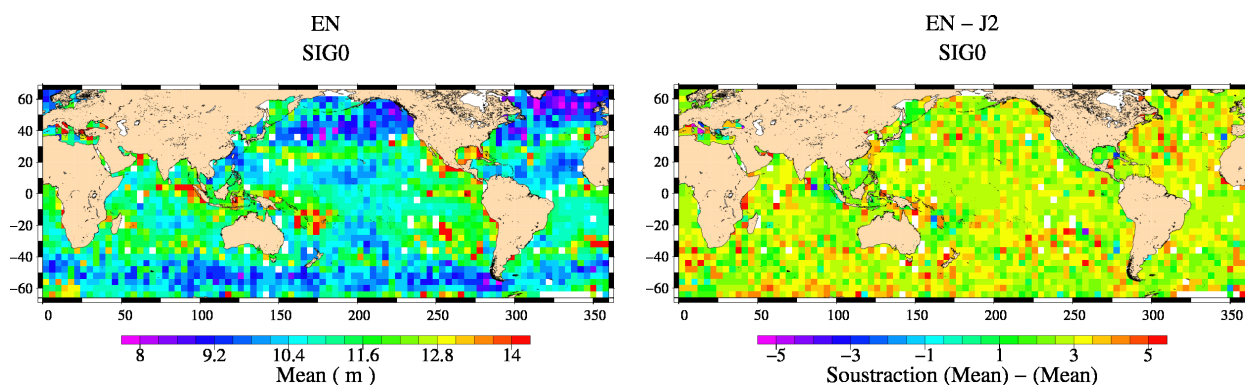 EN
SIG0
60
40
20
0
−20
−40
−60
0 50 100 150 200 250 300 350
8 9.2 10.4 11.6 12.8 14
Mean ( m )
EN − J2
SIG0
60
40
20
0
−20
−40
−60
0 50 100 150 200 250 300 350
−5 −3 −1 1 3 5
Soustraction (Mean) − (Mean)